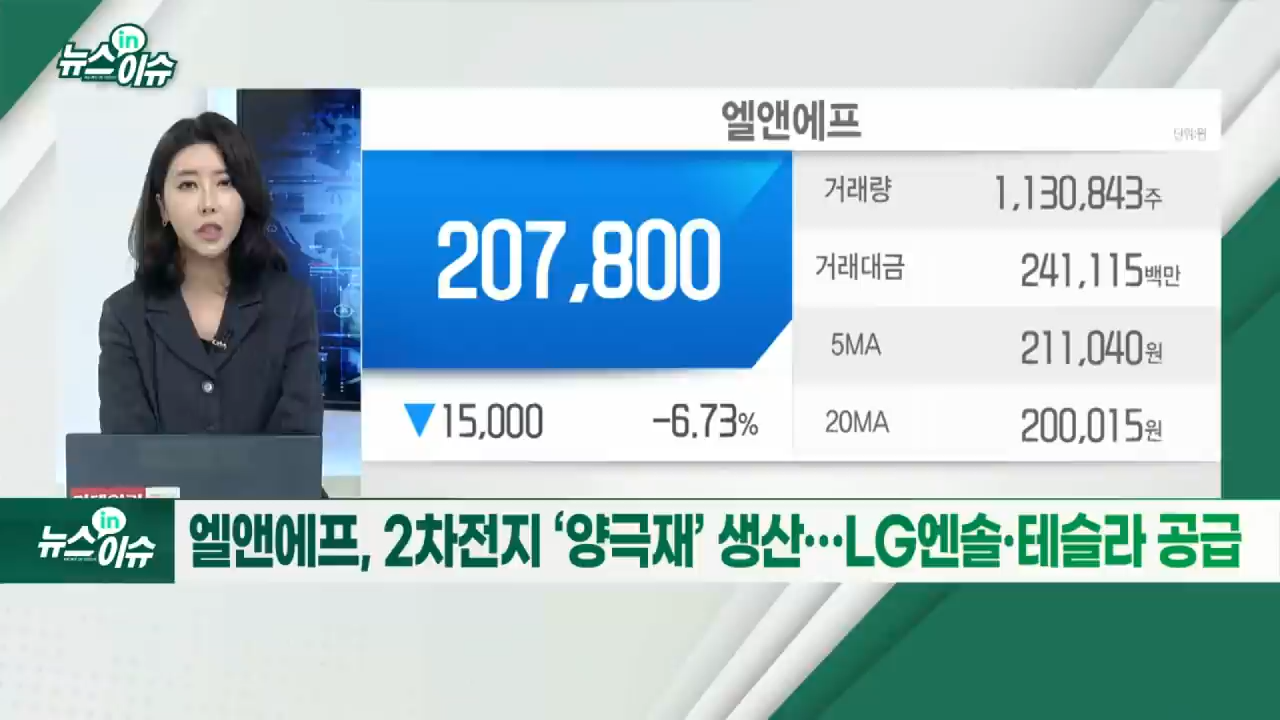 뉴스in이슈
엘앤에프
단위:원
207,800
▼15,000 -6.73%
거래량 1,130,843주
거래대금 241,115백만
5MA 211,040원
20MA 200,015원
뉴스in이슈
엘앤에프, 2차전지 ‘양극재’ 생산…LG엔솔·테슬라 공급